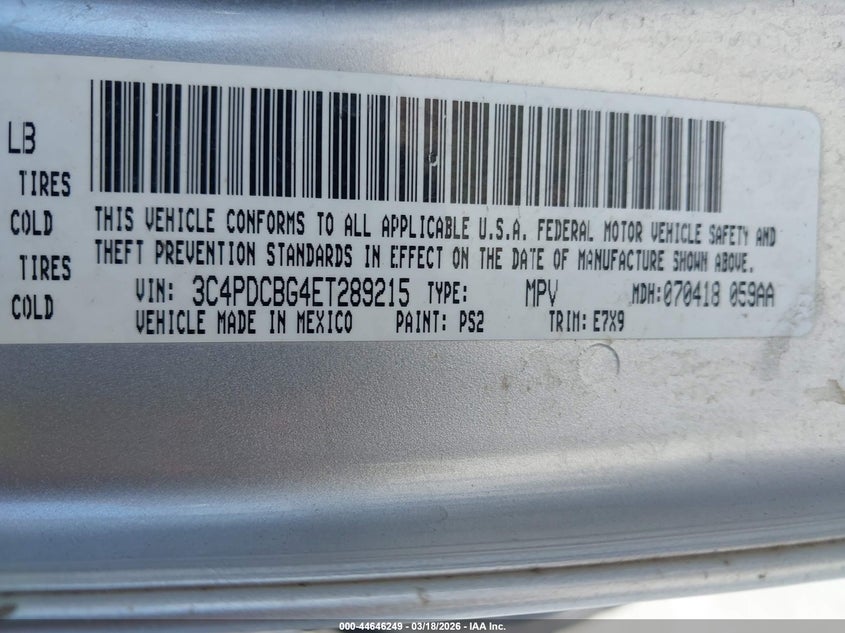 LB
TIRES
COLD
TIRES
COLD
THIS VEHICLE CONFORMS TO ALL APPLICABLE U.S.A. FEDERAL MOTOR VEHICLE SAFETY AND
THEFT PREVENTION STANDARDS IN EFFECT ON THE DATE OF MANUFACTURE SHOWN ABOVE.
VIN: 3C4PDCBG4ET289215 TYPE: MPV MDH:070418 059AA
VEHICLE MADE IN MEXICO PAINT: PS2 TRIM: E7X9
000-44646249 - 03/18/2026 - IAA Inc.